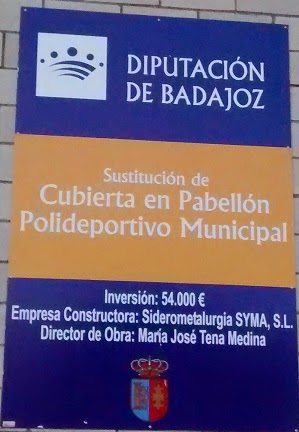 DIPUTACIÓN
DE BADAJOZ
Sustitución de
Cubierta en Pabellón
Polideportivo Municipal
Inversión: 54.000 €
Empresa Constructora: Siderometalurgia SYMA, S.L.
Director de Obra: María José Tena Medina